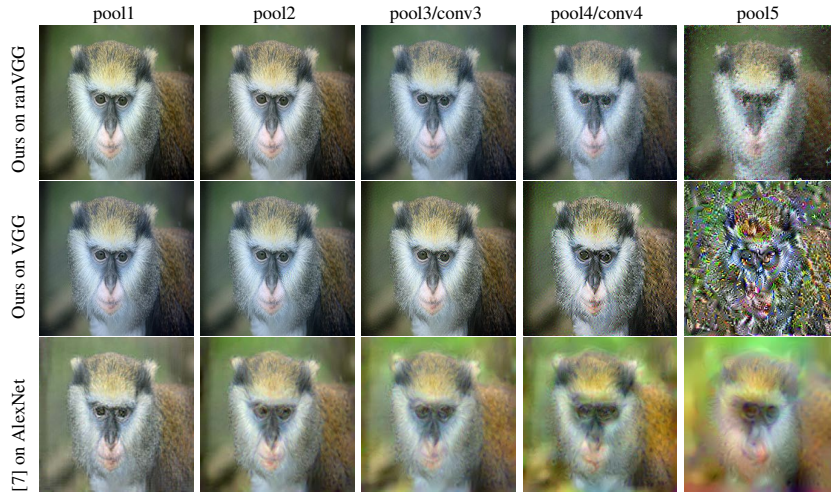 pool1 pool2 pool3/conv3 pool4/conv4 pool5
Ours on ranVGG
Ours on VGG
[7] on AlexNet